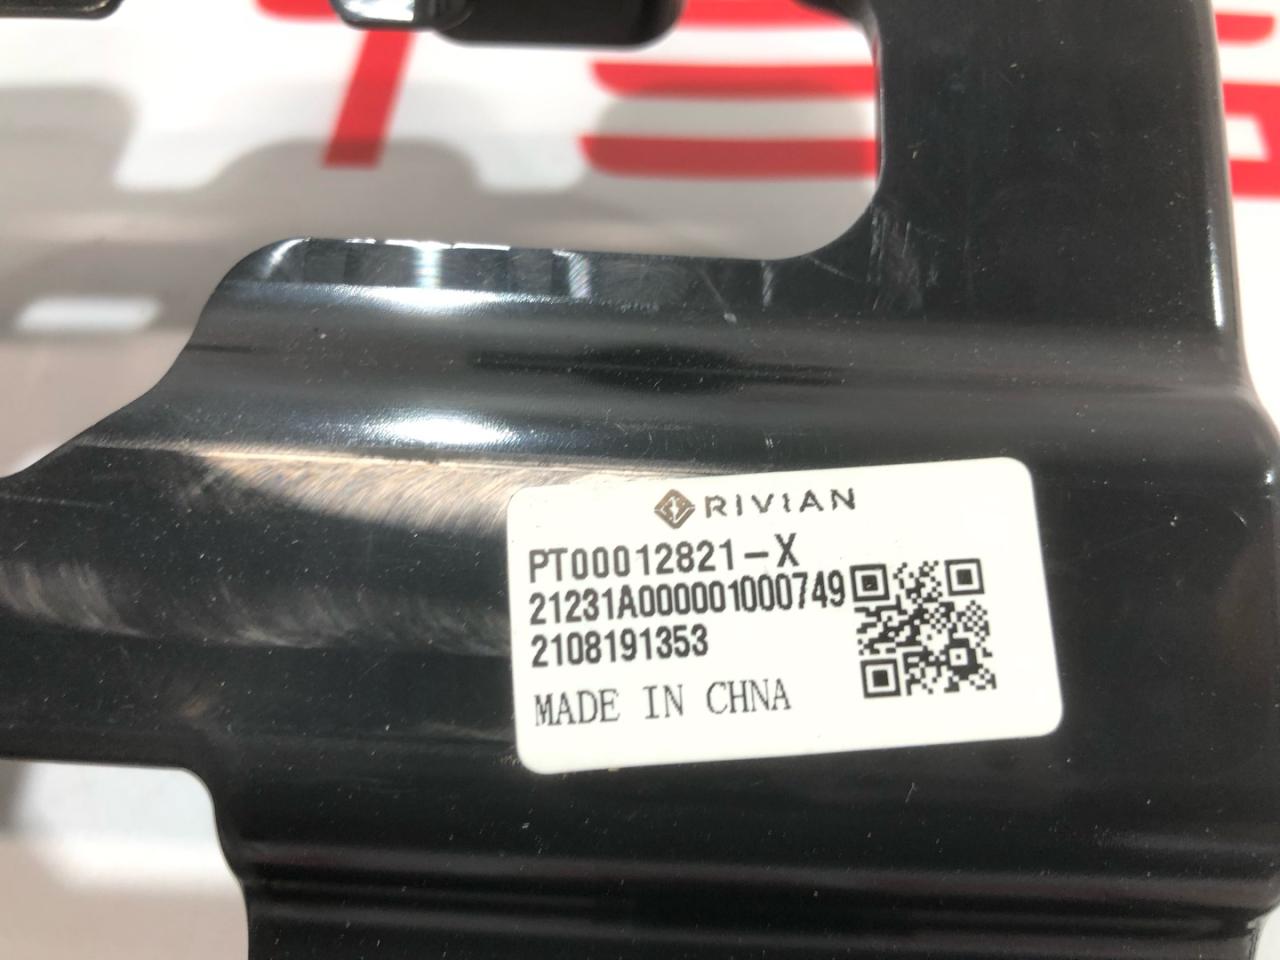 RIVIAN
PT00012821-X
21231A000001000749
2108191353
MADE IN CHNA